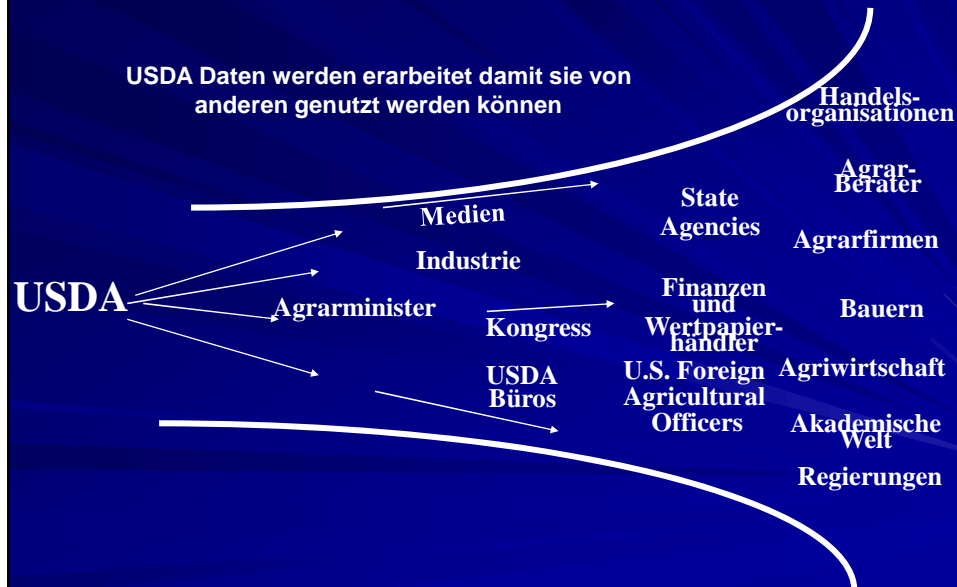 USDA Daten werden erarbeitet damit sie von
anderen genutzt werden können
USDA
Agrarminister
Medien
Industrie
Kongress
USDA
Büros
State
Agencies
Finanzen
und
Wertpapier-
händler
U.S. Foreign
Agricultural
Officers
Handels-
organisationen
Agrar-
Berater
Agrarfirmen
Bauern
Agriwirtschaft
Akademische
Welt
Regierungen